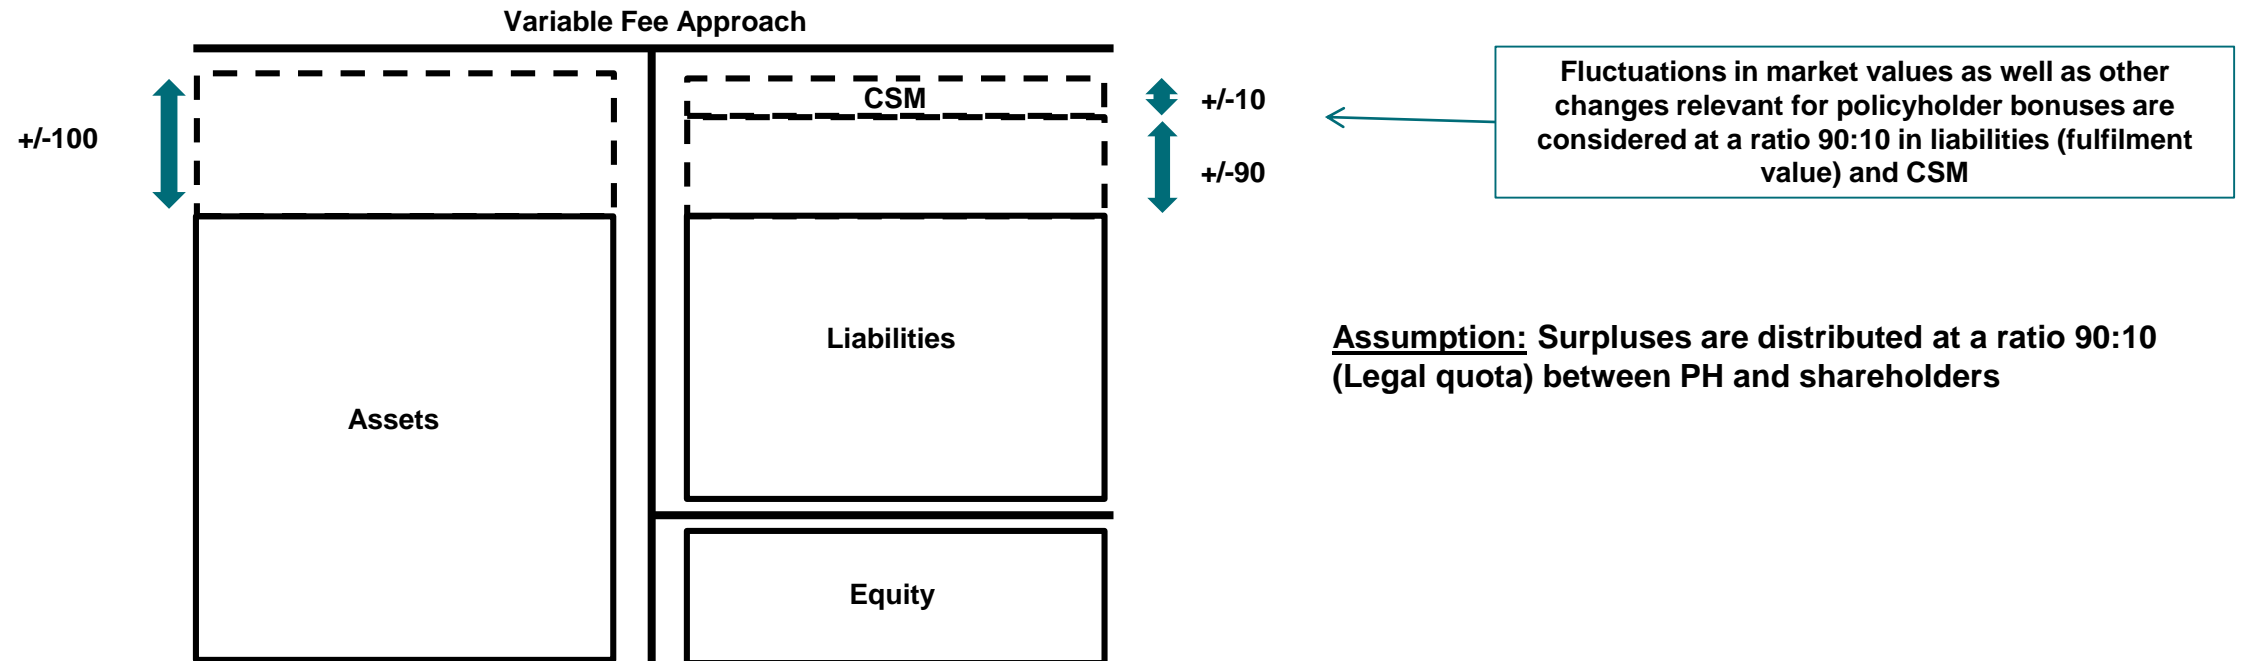 Variable Fee Approach
+/-100
CSM
+/-10
+/-90
Fluctuations in market values as well as other
changes relevant for policyholder bonuses are
considered at a ratio 90:10 in liabilities (fulfilment
value) and CSM
Liabilities
Assumption: Surpluses are distributed at a ratio 90:10
(Legal quota) between PH and shareholders
Assets
Equity